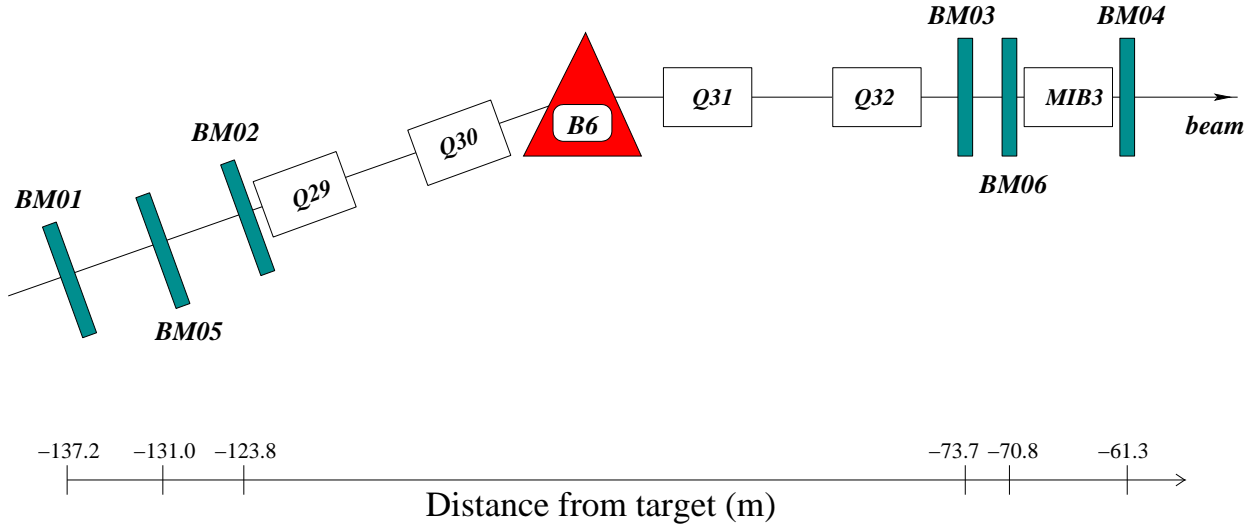 BM03
BM04
BM02
Q31
Q32
MIB3
B6
beam
Q30
BM06
BM01
Q29
BM05
−137.2 −131.0 −123.8 −73.7 −70.8 −61.3
Distance from target (m)